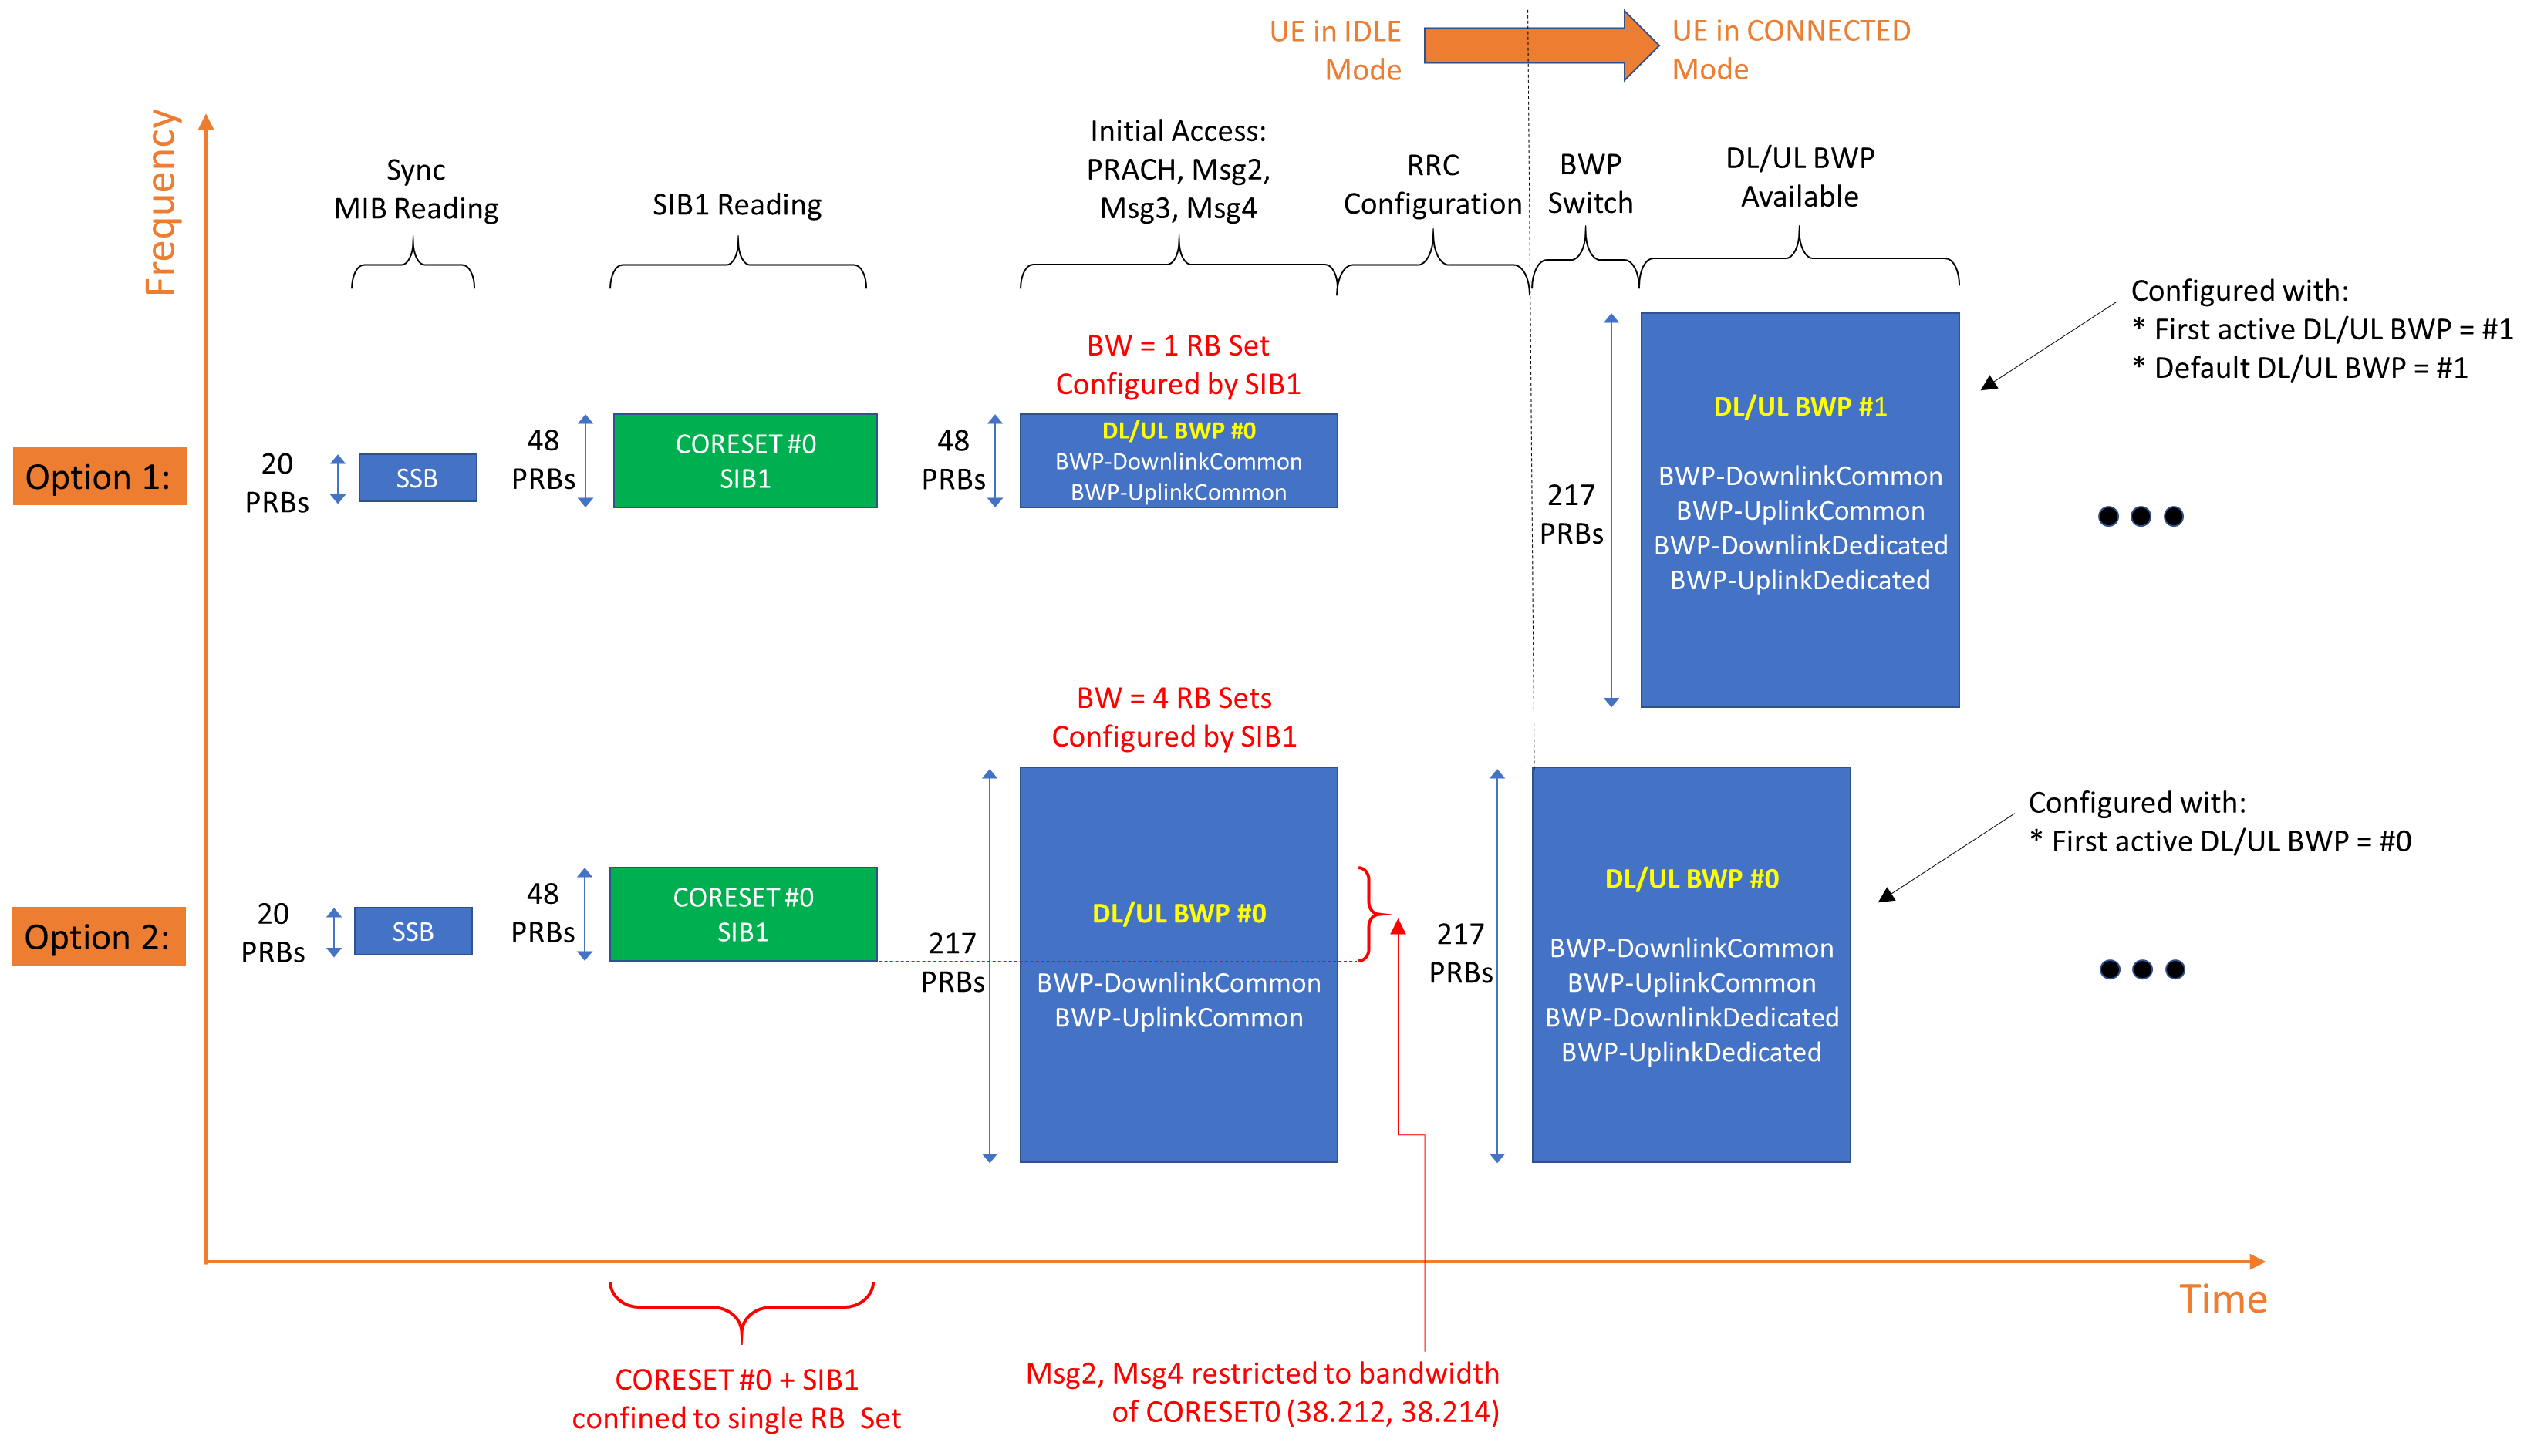 UE in IDLE
Mode
UE in CONNECTED
Mode
Frequency
Sync
MIB Reading
SIB1 Reading
Initial Access:
PRACH, Msg2,
Msg3, Msg4
RRC
Configuration
BWP
Switch
DL/UL BWP
Available
Configured with:
* First active DL/UL BWP = #1
* Default DL/UL BWP = #1
Option 1:
20
PRBs
SSB
48
PRBs
CORESET #0
SIB1
BW = 1 RB Set
Configured by SIB1
48
PRBs
DL/UL BWP #0
BWP-DownlinkCommon
BWP-UplinkCommon
217
PRBs
DL/UL BWP #1
BWP-DownlinkCommon
BWP-UplinkCommon
BWP-DownlinkDedicated
BWP-UplinkDedicated
Option 2:
20
PRBs
SSB
48
PRBs
CORESET #0
SIB1
BW = 4 RB Sets
Configured by SIB1
217
PRBs
DL/UL BWP #0
BWP-DownlinkCommon
BWP-UplinkCommon
217
PRBs
DL/UL BWP #0
BWP-DownlinkCommon
BWP-UplinkCommon
BWP-DownlinkDedicated
BWP-UplinkDedicated
Configured with:
* First active DL/UL BWP = #0
Time
CORESET #0 + SIB1
confined to single RB Set
Msg2, Msg4 restricted to bandwidth
of CORESET0 (38.212, 38.214)